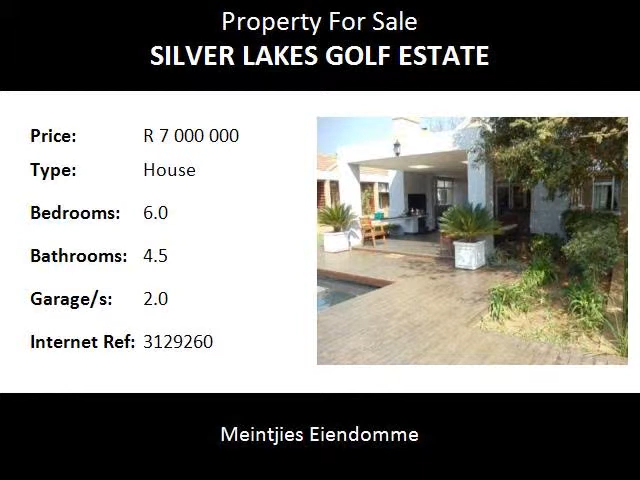 Property For Sale
SILVER LAKES GOLF ESTATE
Price: R 7 000 000
Type: House
Bedrooms: 6.0
Bathrooms: 4.5
Garage/s: 2.0
Internet Ref: 3129260
Meintjies Eiendomme